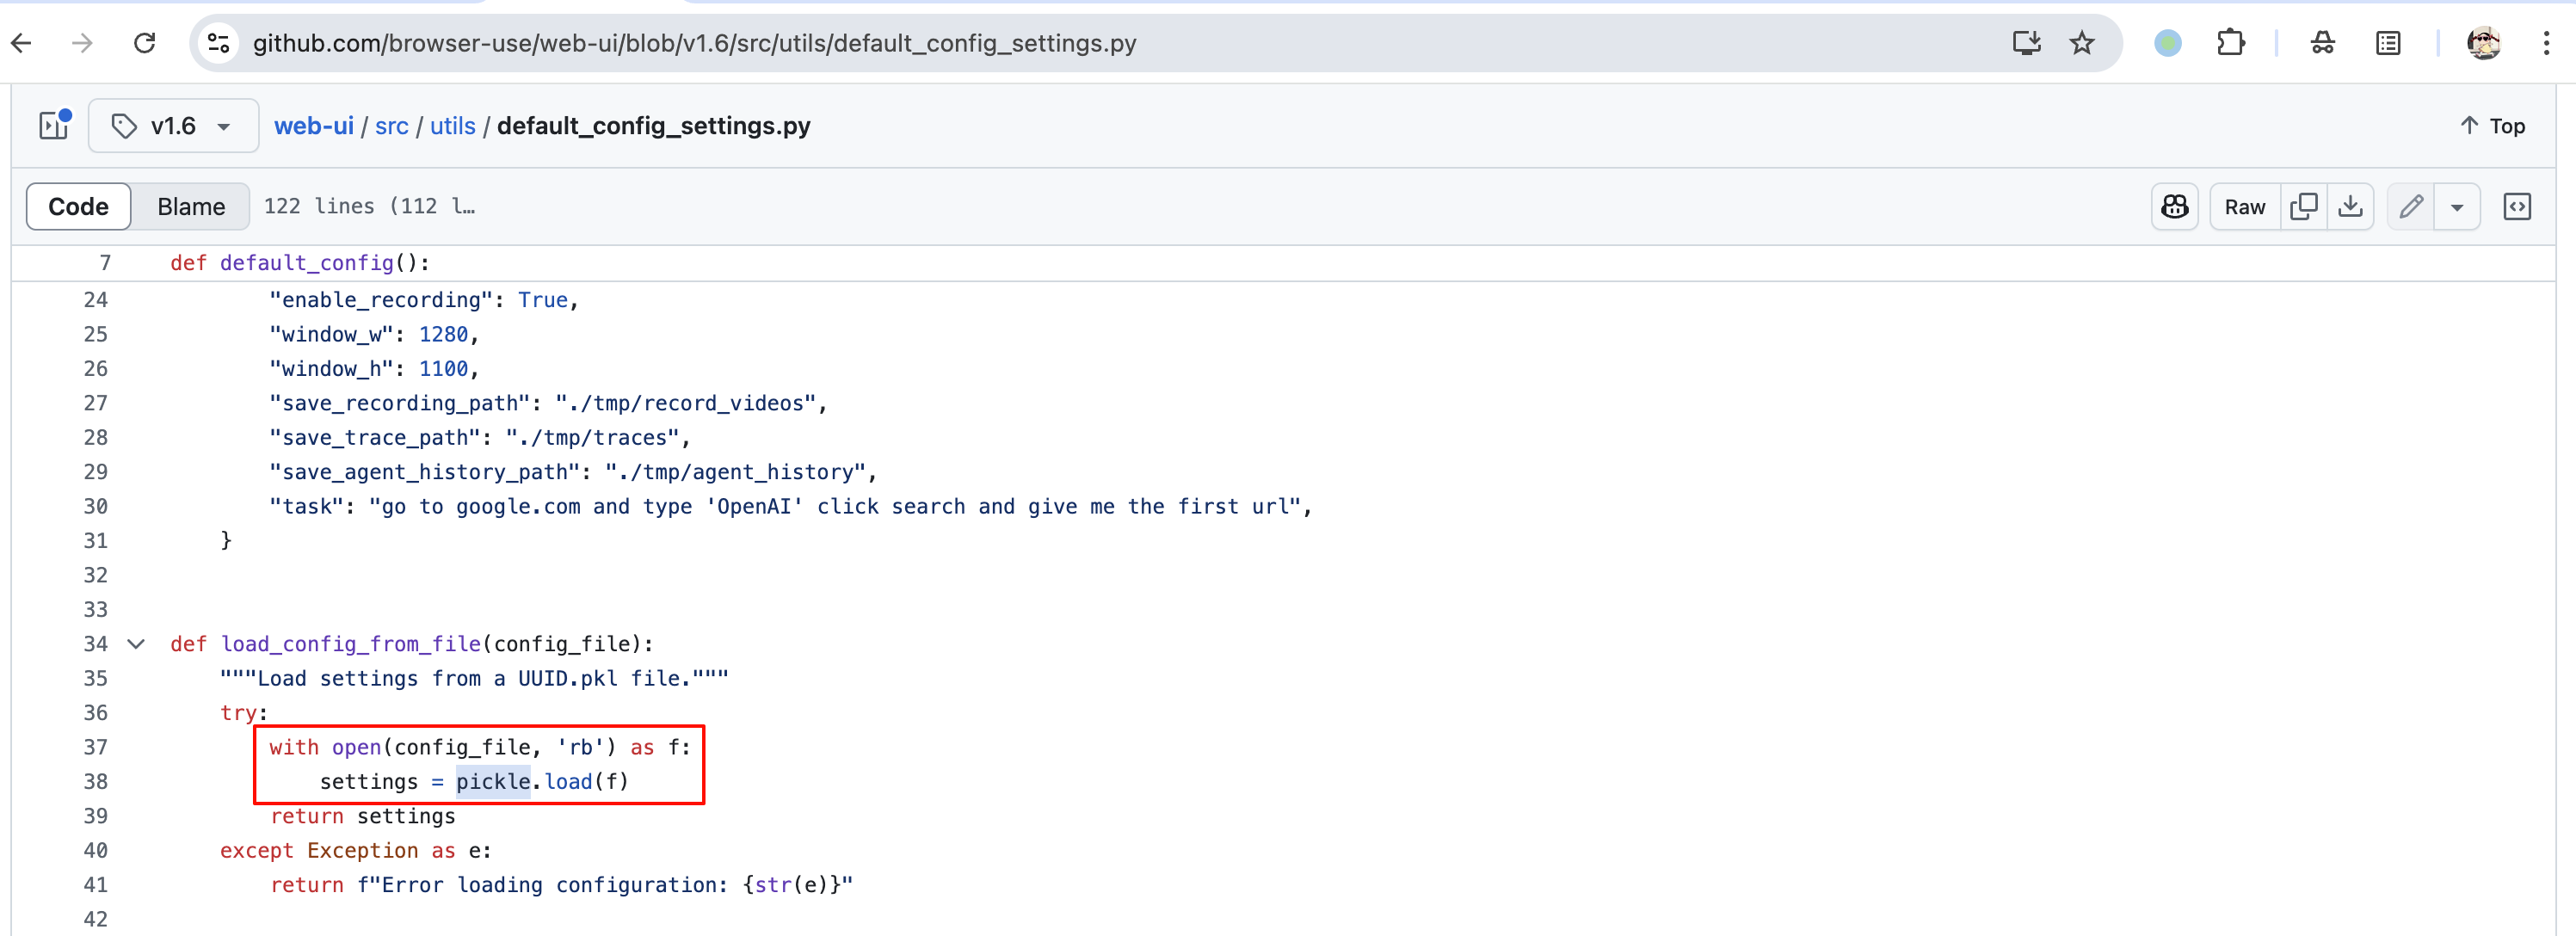 github.com/browser-use/web-ui/blob/v1.6/src/utils/default_config_settings.py
v1.6 web-ui / src / utils / default_config_settings.py Top
Code Blame 122 lines (112 l… Raw
7 def default_config():
24 "enable_recording": True,
25 "window_w": 1280,
26 "window_h": 1100,
27 "save_recording_path": "./tmp/record_videos",
28 "save_trace_path": "./tmp/traces",
29 "save_agent_history_path": "./tmp/agent_history",
30 "task": "go to google.com and type 'OpenAI' click search and give me the first url",
31 }
32
33
34 def load_config_from_file(config_file):
35 """Load settings from a UUID.pkl file."""
36 try:
37 with open(config_file, 'rb') as f:
38 settings = pickle.load(f)
39 return settings
40 except Exception as e:
41 return f"Error loading configuration: {str(e)}"
42